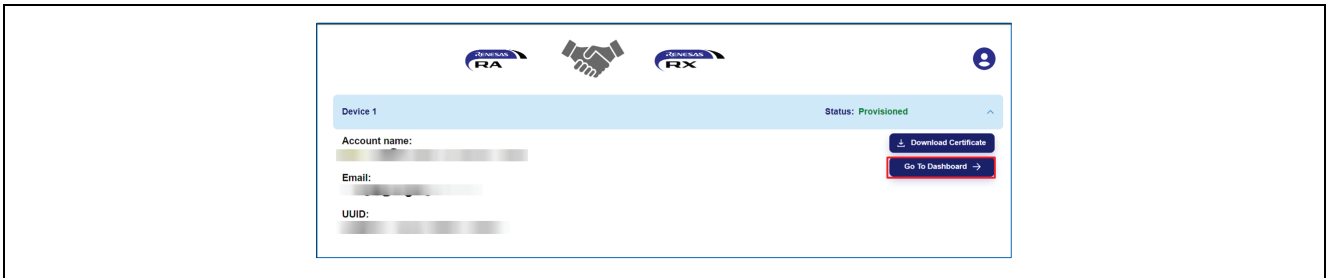 RENESAS
RA
RENESAS
RX
Device 1
Status: Provisioned
Account name:
Download Certificate
Go To Dashboard →
Email:
UUID: